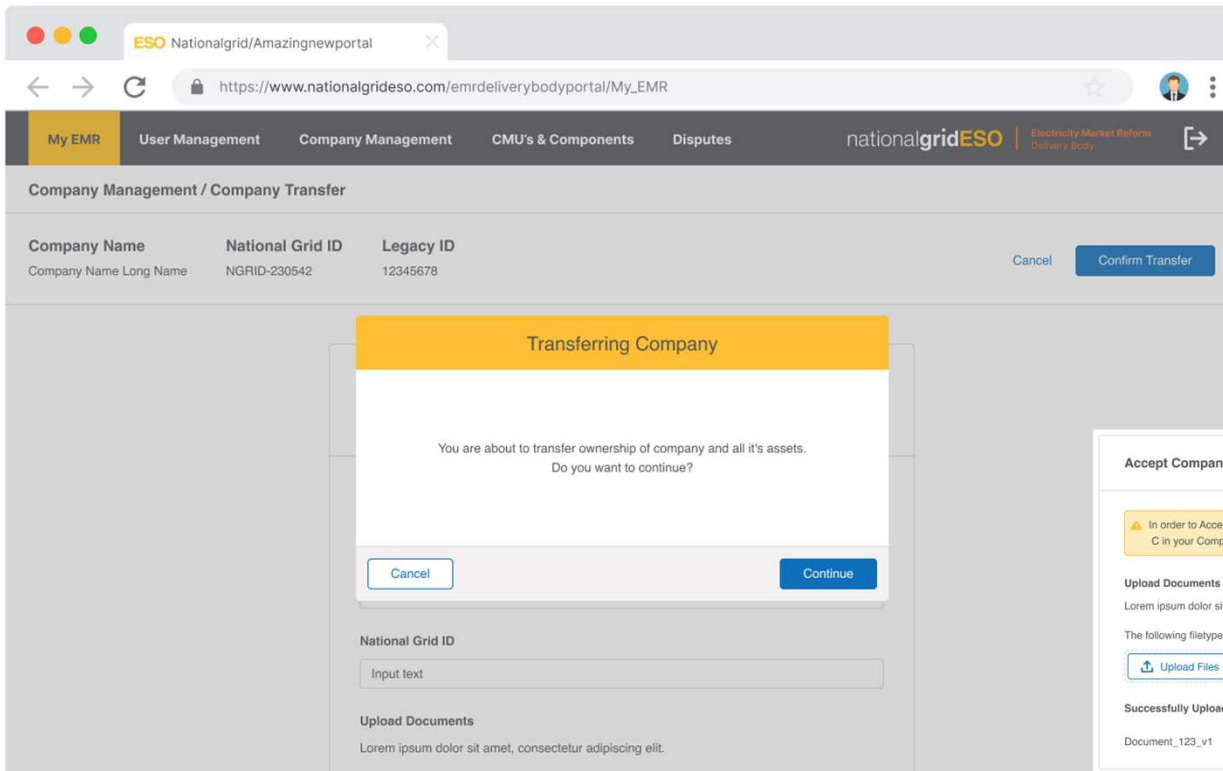 ESO Nationalgrid/Amazingnewportal
https://www.nationalgrideso.com/emrdeliverybodyportal/My_EMR
My EMR User Management Company Management CMU's & Components Disputes nationalgridESO Electricity Market Reform
Delivery Body
Company Management / Company Transfer
Company Name National Grid ID Legacy ID
Company Name Long Name NGRID-230542 12345678
Cancel Confirm Transfer
Transferring Company
You are about to transfer ownership of company and all it's assets.
Do you want to continue?
Cancel Continue
National Grid ID
Input text
Upload Documents
Lorem ipsum dolor sit amet, consectetur adipiscing elit.
Accept Compan
In order to Acce
C in your Comp
Upload Documents
Lorem ipsum dolor si
The following filetype
Upload Files
Successfully Uploa
Document_123_v1